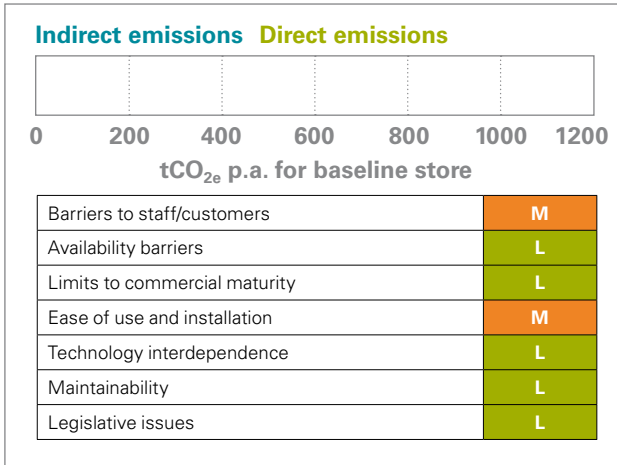 Indirect emissions Direct emissions
0 200 400 600 800 1000 1200
tCO2e p.a. for baseline store
Barriers to staff/customers M
Availability barriers L
Limits to commercial maturity L
Ease of use and installation M
Technology interdependence L
Maintainability L
Legislative issues L